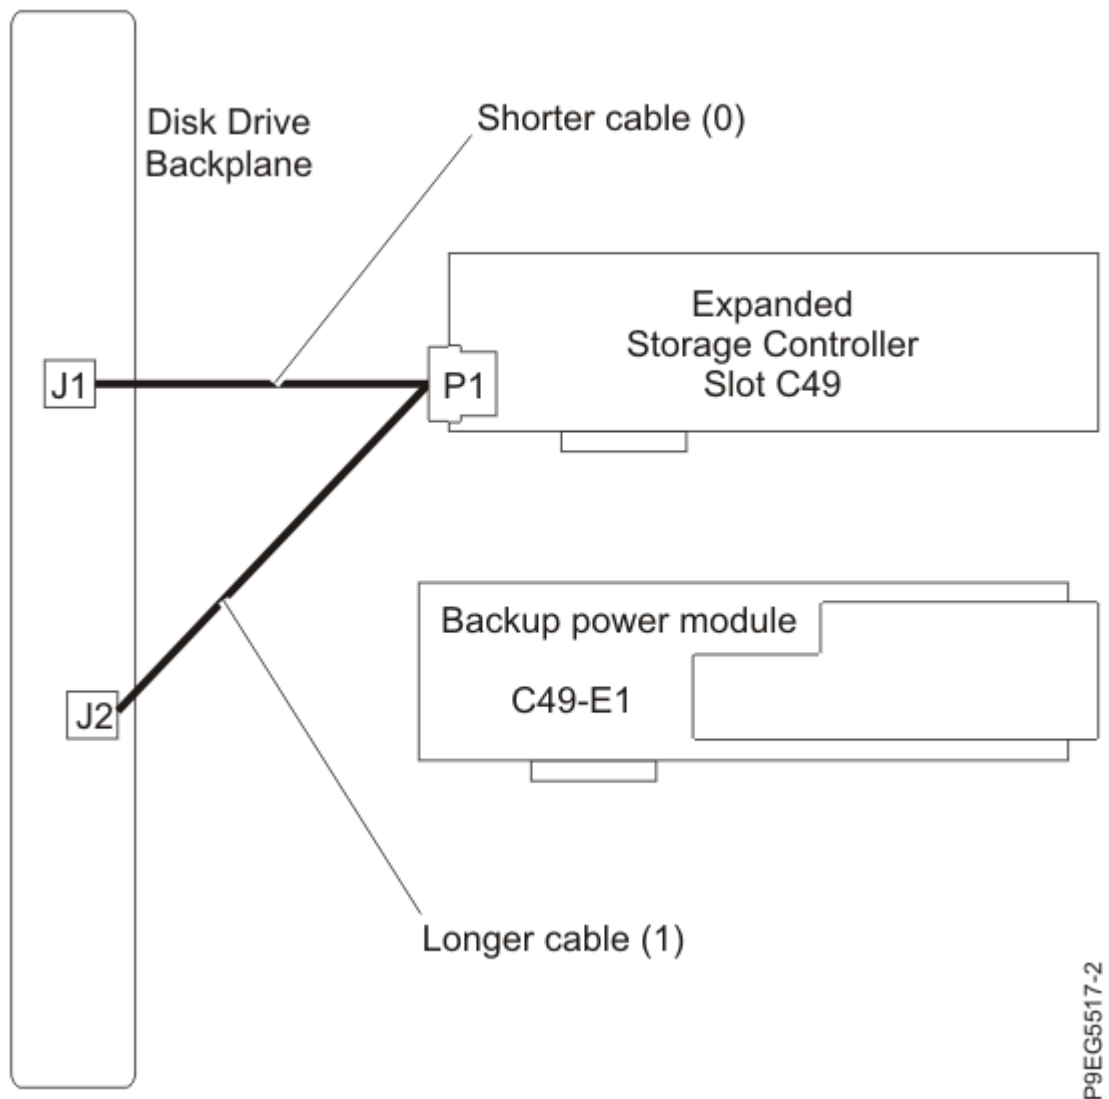 Disk Drive
Backplane
Shorter cable (0)
Expanded
Storage Controller
Slot C49
J1
P1
Backup power module
C49-E1
J2
Longer cable (1)
P9EG5517-2